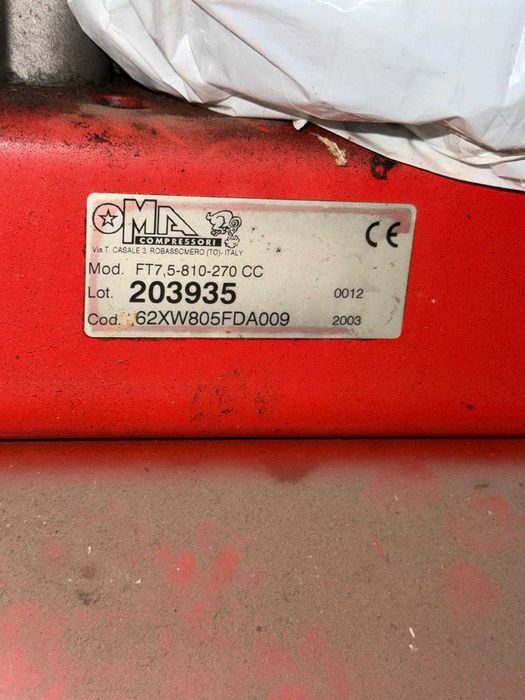 OMA
COMPRESSORI
Via T. CASALE 3, ROBASSOMERO (TO)- ITALY
CE
Mod. FT7,5-810-270 CC
Lot. 203935 0012
Cod. 62XW805FDA009 2003